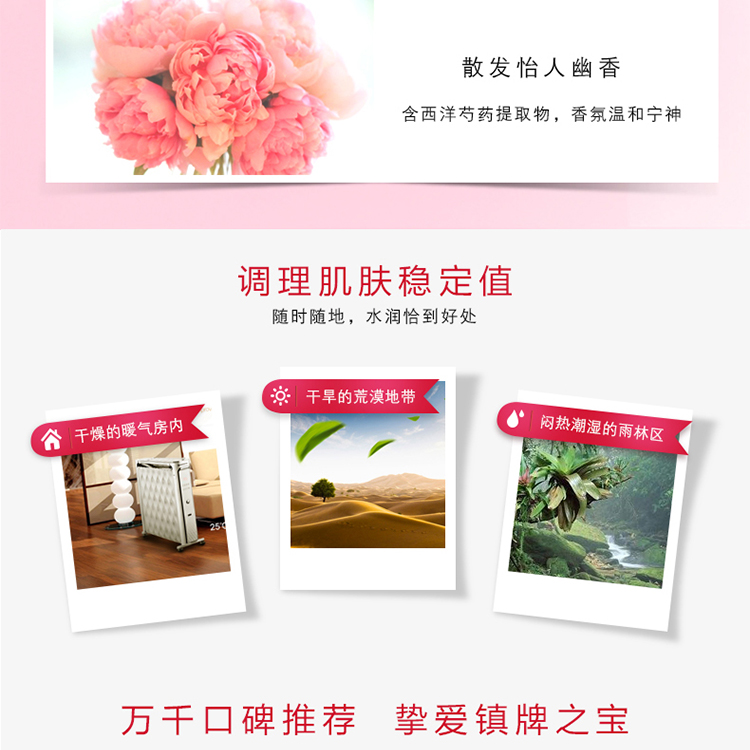 散发怡人幽香
含西洋芍药提取物，香氛温和宁神
调理肌肤稳定值
随时随地，水润恰到好处
干燥的暖气房内
干旱的荒漠地带
闷热潮湿的雨林区
25°C
万千口碑推荐 挚爱镇牌之宝